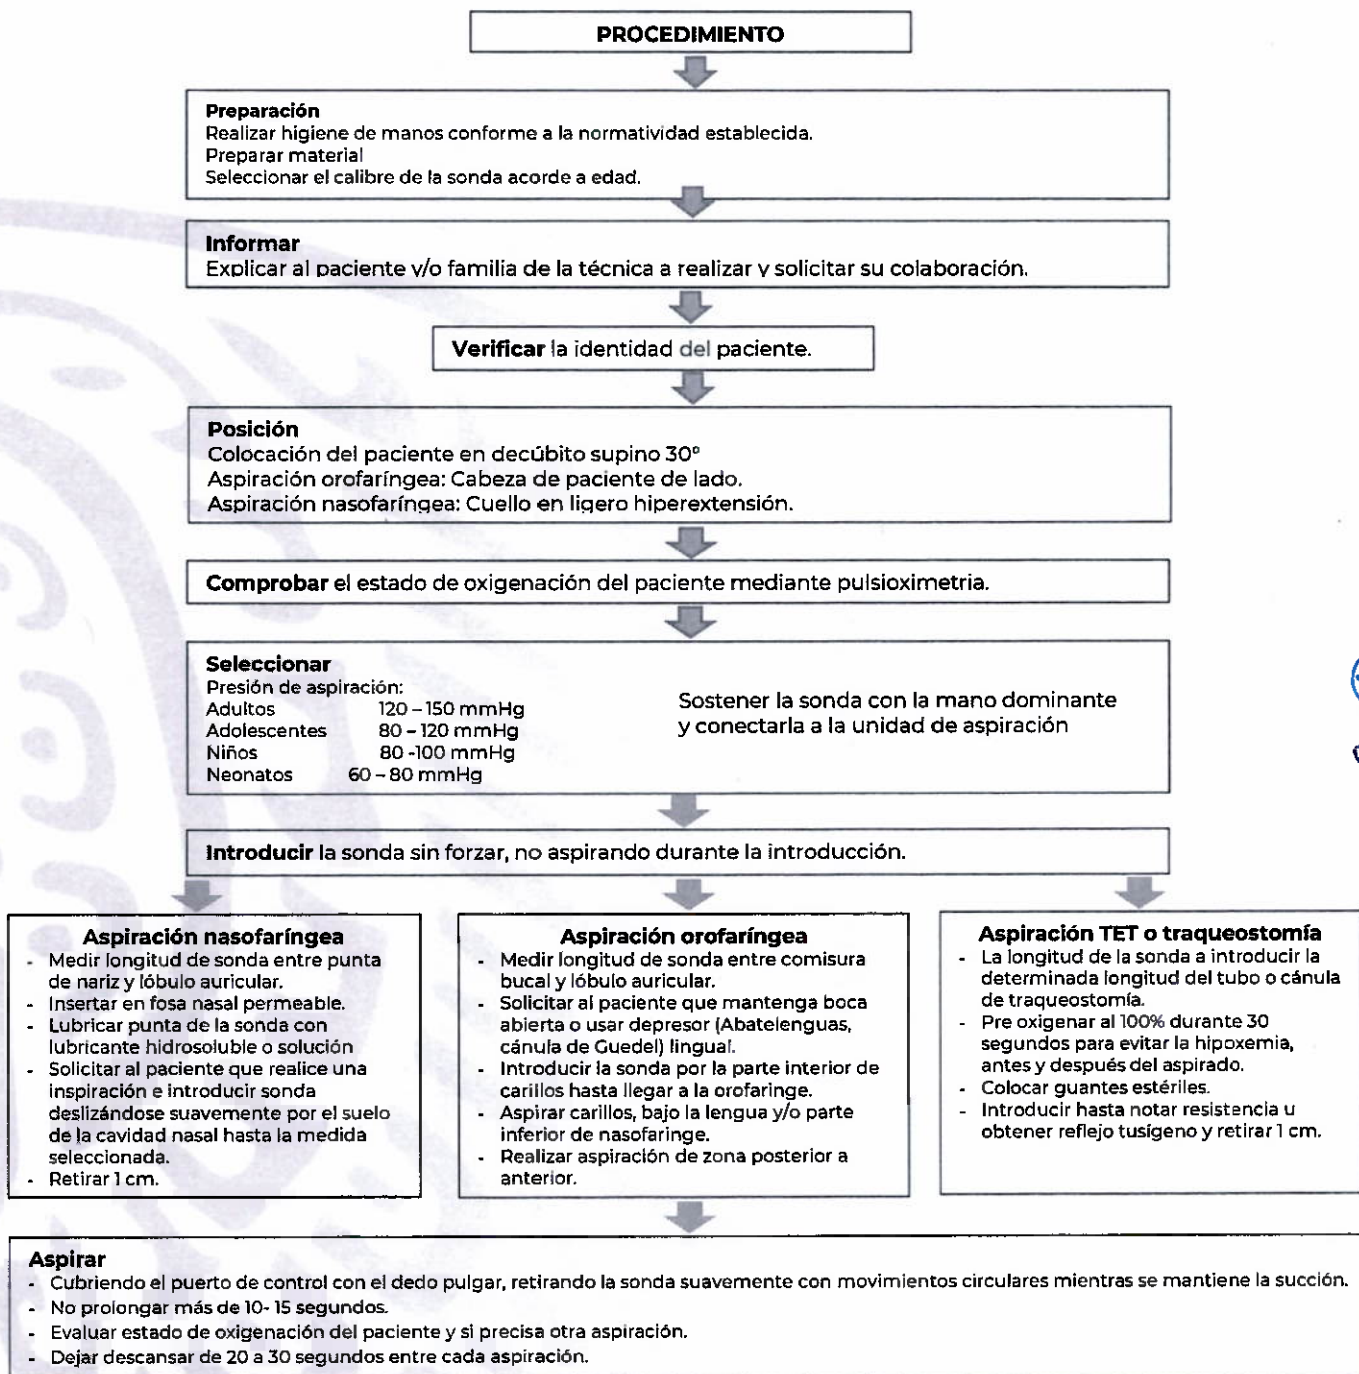 PROCEDIMIENTO
Preparación
Realizar higiene de manos conforme a la normatividad establecida.
Preparar material
Seleccionar el calibre de la sonda acorde a edad.
Informar
Explicar al paciente y/o familia de la técnica a realizar y solicitar su colaboración.
Verificar la identidad del paciente.
Posición
Colocación del paciente en decúbito supino 30°
Aspiración orofaríngea: Cabeza de paciente de lado.
Aspiración nasofaríngea: Cuello en ligero hiperextensión.
Comprobar el estado de oxigenación del paciente mediante pulsioximetria.
Seleccionar
Presión de aspiración:
Adultos 120 – 150 mmHg
Adolescentes 80 – 120 mmHg
Niños 80 -100 mmHg
Neonatos 60 – 80 mmHg
Sostener la sonda con la mano dominante
y conectarla a la unidad de aspiración
Introducir la sonda sin forzar, no aspirando durante la introducción.
Aspiración nasofaríngea
- Medir longitud de sonda entre punta
de nariz y lóbulo auricular.
- Insertar en fosa nasal permeable.
- Lubricar punta de la sonda con
lubricante hidrosoluble o solución
- Solicitar al paciente que realice una
inspiración e introducir sonda
deslizándose suavemente por el suelo
de la cavidad nasal hasta la medida
seleccionada.
- Retirar 1 cm.
Aspiración orofaríngea
- Medir longitud de sonda entre comisura
bucal y lóbulo auricular.
- Solicitar al paciente que mantenga boca
abierta o usar depresor (Abatelenguas,
cánula de Guedel) lingual.
- Introducir la sonda por la parte interior de
carillos hasta llegar a la orofaringe.
- Aspirar carillos, bajo la lengua y/o parte
inferior de nasofaringe.
- Realizar aspiración de zona posterior a
anterior.
Aspiración TET o traqueostomía
- La longitud de la sonda a introducir la
determinada longitud del tubo o cánula
de traqueostomía.
- Pre oxigenar al 100% durante 30
segundos para evitar la hipoxemia,
antes y después del aspirado.
- Colocar guantes estériles.
- Introducir hasta notar resistencia u
obtener reflejo tusígeno y retirar 1 cm.
Aspirar
- Cubriendo el puerto de control con el dedo pulgar, retirando la sonda suavemente con movimientos circulares mientras se mantiene la succión.
- No prolongar más de 10- 15 segundos.
- Evaluar estado de oxigenación del paciente y si precisa otra aspiración.
- Dejar descansar de 20 a 30 segundos entre cada aspiración.